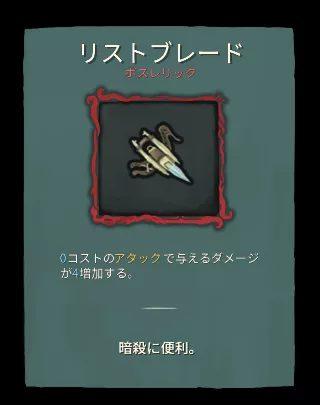 リストブレード
ボスレリック
0コストのアタックで与えるダメージ
が4増加する。
暗殺に便利。